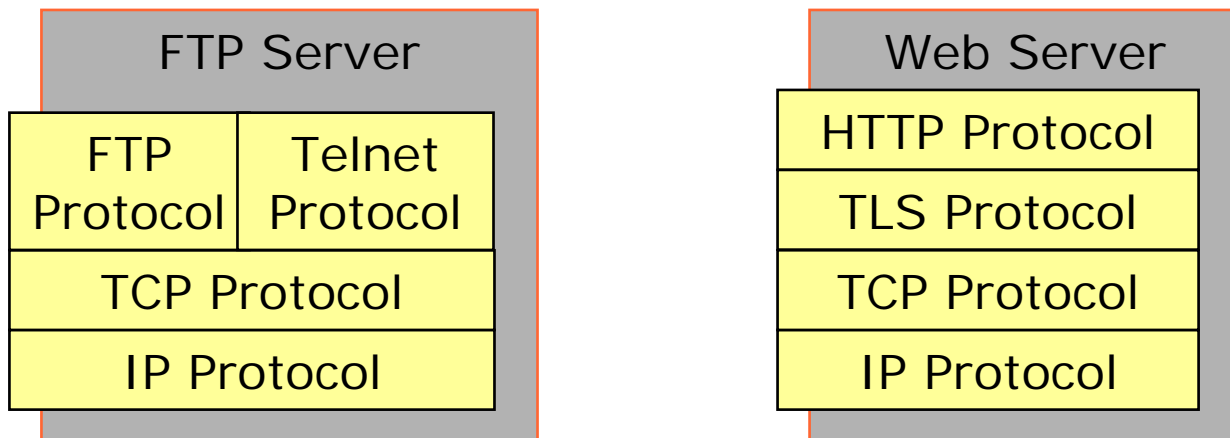 FTP Server
FTP
Protocol
Telnet
Protocol
TCP Protocol
IP Protocol
Web Server
HTTP Protocol
TLS Protocol
TCP Protocol
IP Protocol